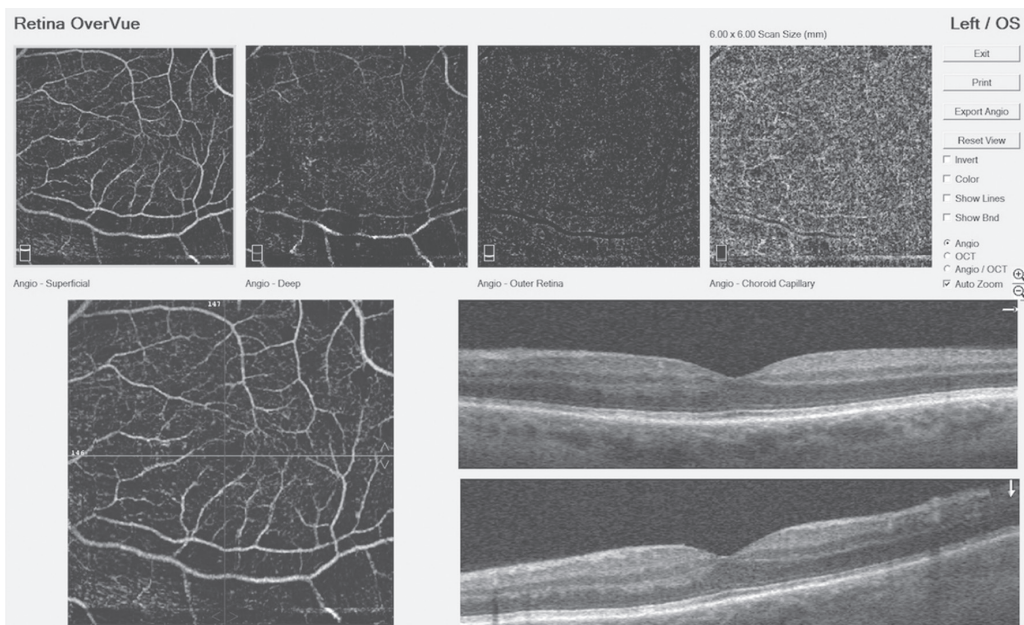 Retina OverVue
Left / OS
6.00 x 6.00 Scan Size (mm)
Exit
Print
Export Angio
Reset View
Invert
Color
Show Lines
Show Bnd
Angio
OCT
Angio / OCT
Auto Zoom
Angio - Superficial
Angio - Deep
Angio - Outer Retina
Angio - Choroid Capillary
147
146